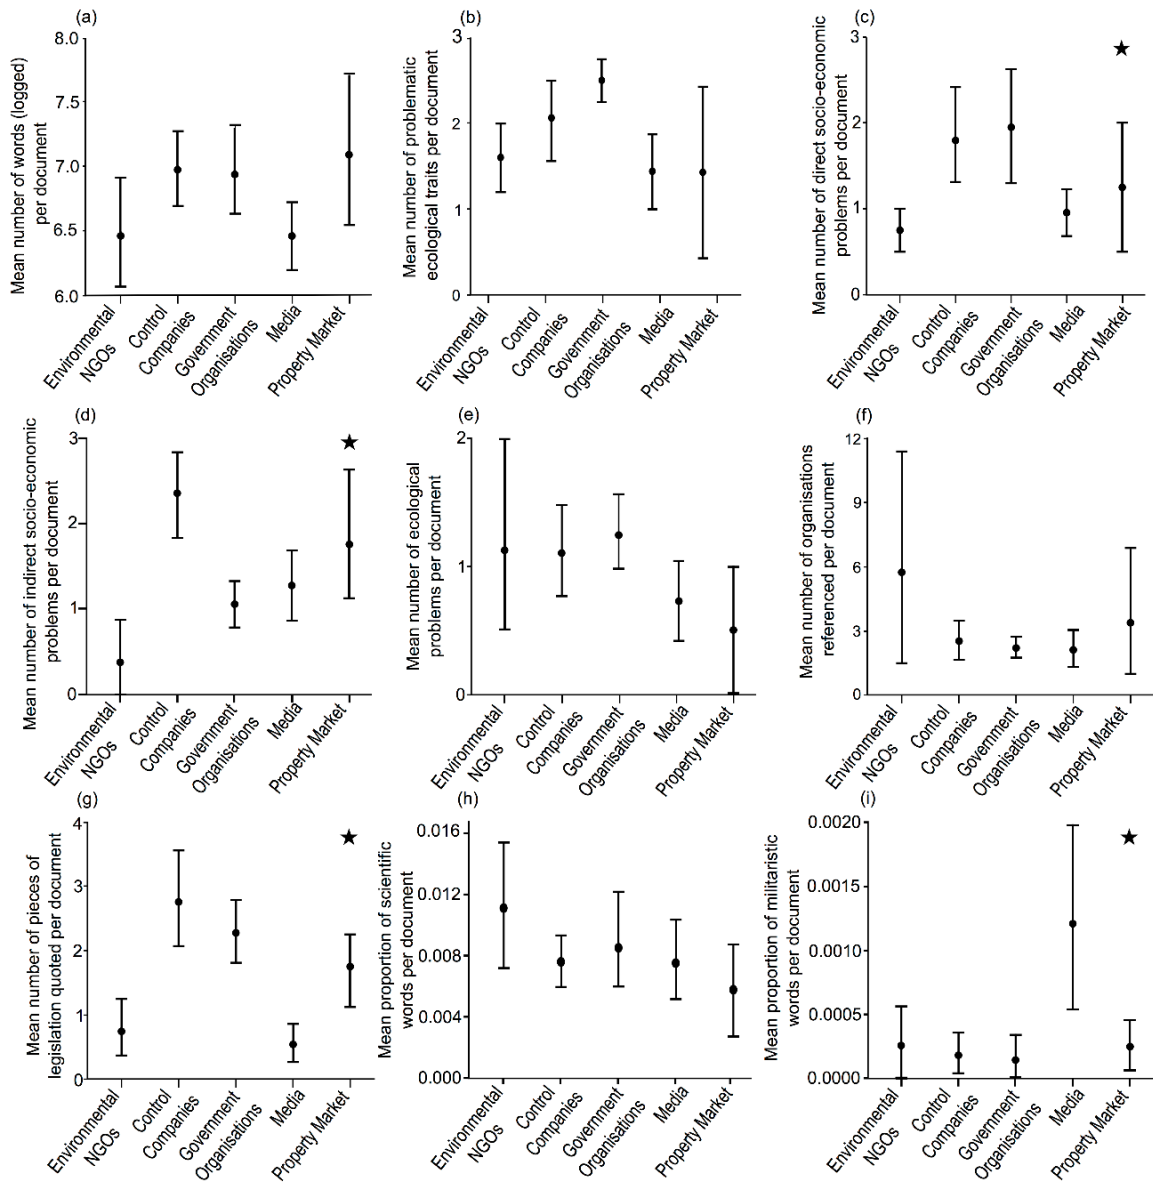 (a)
Mean number of words (logged)
per document
8.0
7.5
7.0
6.5
6.0
Environmental
NGOs
Control
Companies
Government
Organisations
Media
Property Market
(b)
Mean number of problematic
ecological traits per document
3
2
1
0
Environmental
NGOs
Control
Companies
Government
Organisations
Media
Property Market
(c)
Mean number of direct socio-economic
problems per document
3
2
1
0
Environmental
NGOs
Control
Companies
Government
Organisations
Media
Property Market
(d)
Mean number of indirect socio-economic
problems per document
3
2
1
0
Environmental
NGOs
Control
Companies
Government
Organisations
Media
Property Market
(e)
Mean number of ecological
problems per document
2
1
0
Environmental
NGOs
Control
Companies
Government
Organisations
Media
Property Market
(f)
Mean number of organisations
referenced per document
12
9
6
3
0
Environmental
NGOs
Control
Companies
Government
Organisations
Media
Property Market
(g)
Mean number of pieces of
legislation quoted per document
4
3
2
1
0
Environmental
NGOs
Control
Companies
Government
Organisations
Media
Property Market
(h)
Mean proportion of scientific
words per document
0.016
0.012
0.008
0.004
0.000
Environmental
NGOs
Control
Companies
Government
Organisations
Media
Property Market
(i)
Mean proportion of militaristic
words per document
0.0020
0.0015
0.0010
0.0005
0.0000
Environmental
NGOs
Control
Companies
Government
Organisations
Media
Property Market